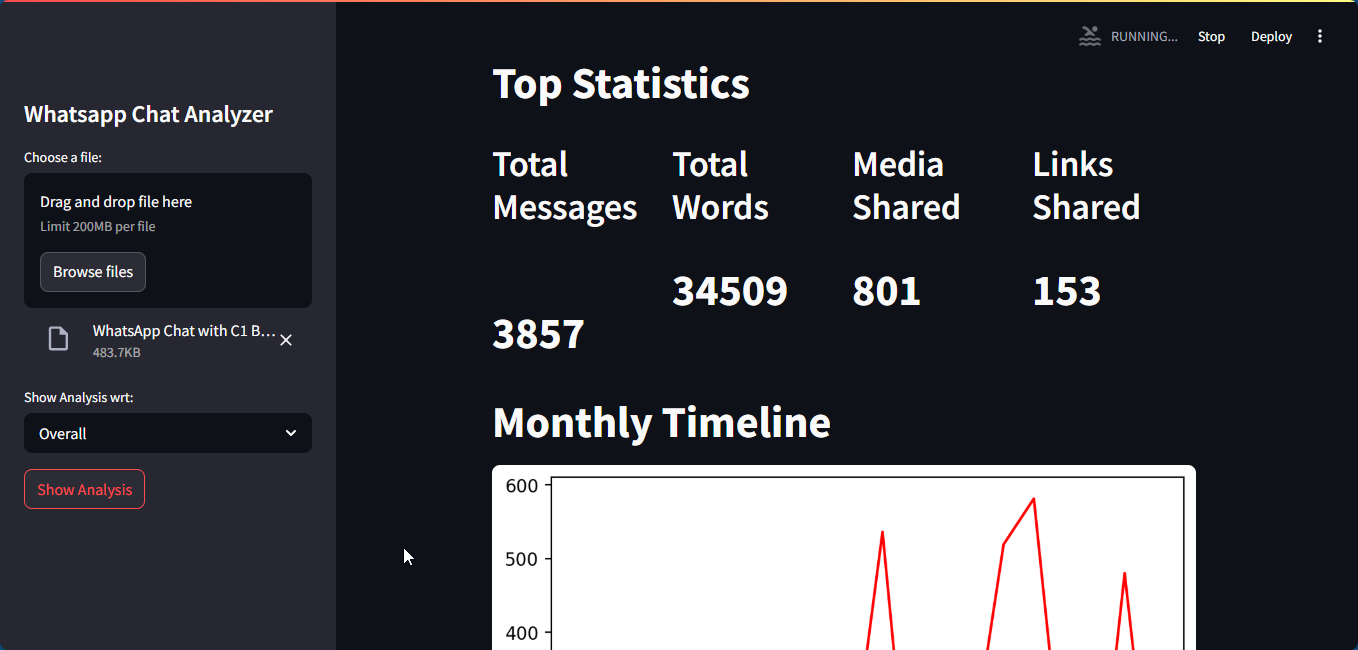 RUNNING...
Stop
Deploy
Whatsapp Chat Analyzer
Choose a file:
Drag and drop file here
Limit 200MB per file
Browse files
WhatsApp Chat with C1 B...
483.7KB
Show Analysis wrt:
Overall
Show Analysis
Top Statistics
Total
Messages
3857
Total
Words
34509
Media
Shared
801
Links
Shared
153
Monthly Timeline
600
500
400